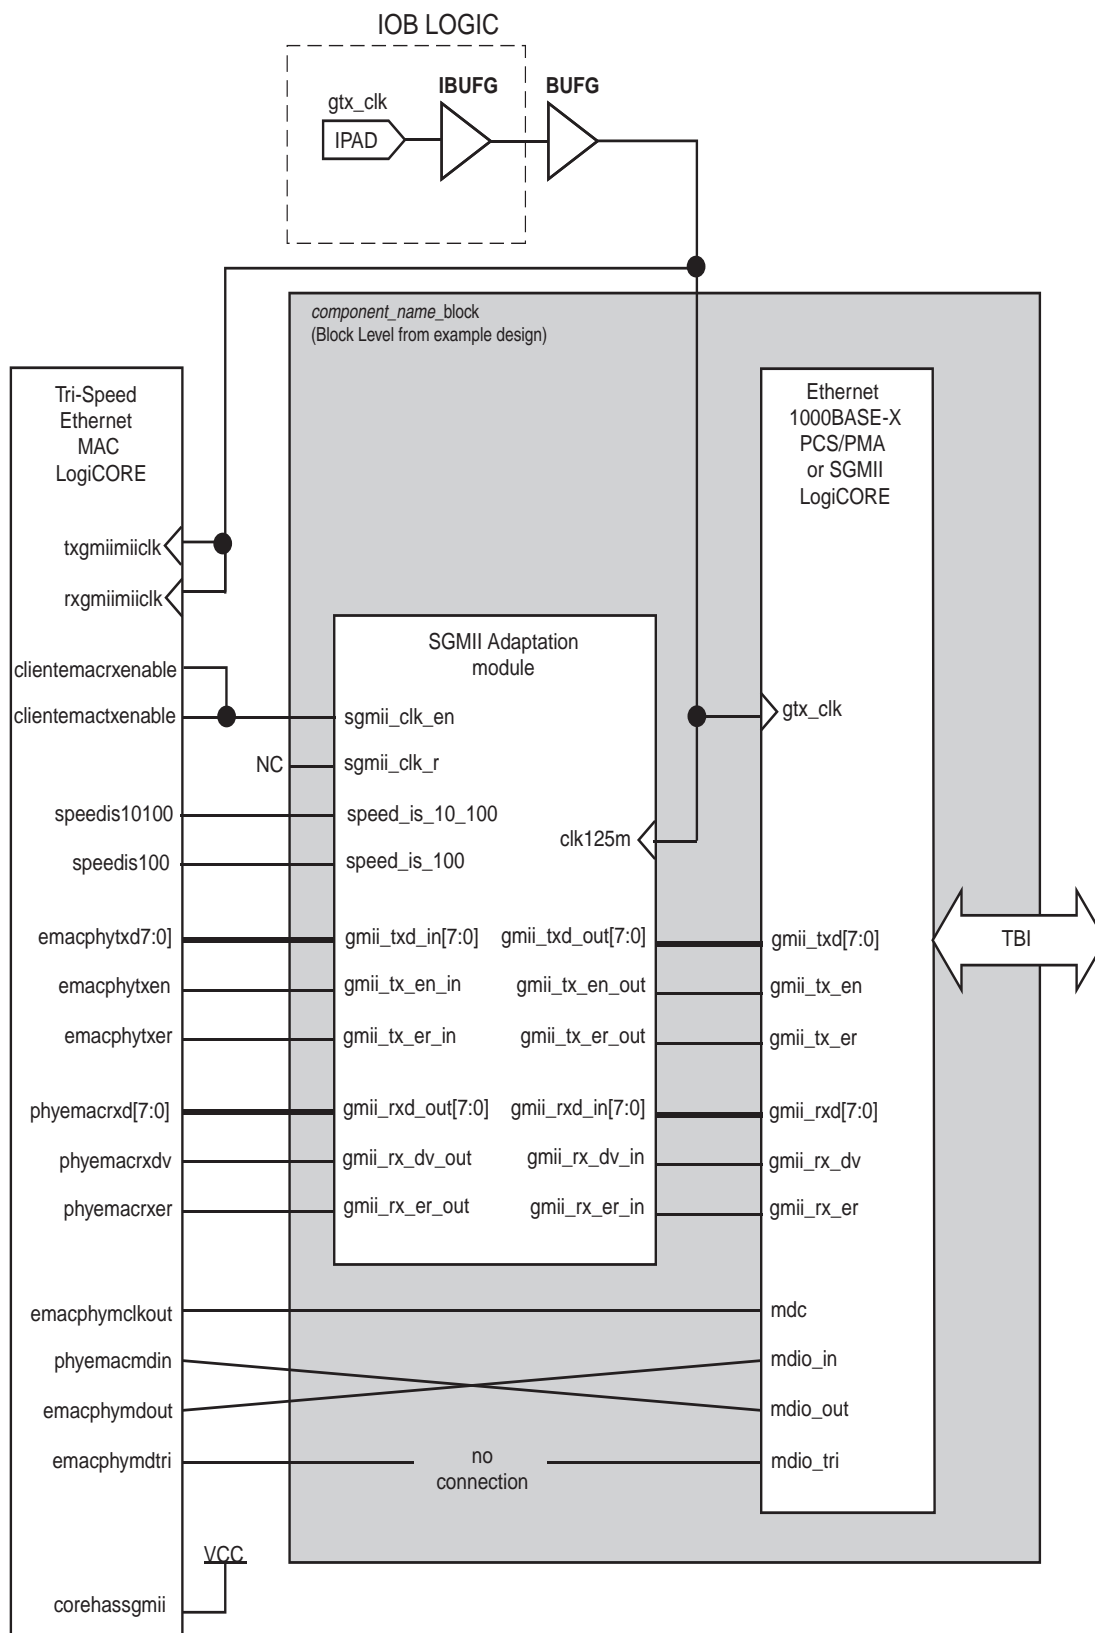 IOB LOGIC
gtx_clk
IBUFG
BUFG
IPAD
component_name_block
(Block Level from example design)
Tri-Speed
Ethernet
MAC
LogiCORE
Ethernet
1000BASE-X
PCS/PMA
or SGMII
LogiCORE
txgmiimiiclk
rxgmiimiiclk
clientemacrxenable
clientemactxenable
SGMII Adaptation
module
sgmii_clk_en
gtx_clk
NC
sgmii_clk_r
speedis10100
speed_is_10_100
clk125m
speedis100
speed_is_100
emacphytxd7:0]
gmii_txd_in[7:0]
gmii_txd_out[7:0]
gmii_txd[7:0]
TBI
emacphytxen
gmii_tx_en_in
gmii_tx_en_out
gmii_tx_en
emacphytxer
gmii_tx_er_in
gmii_tx_er_out
gmii_tx_er
phyemacrxd[7:0]
gmii_rxd_out[7:0]
gmii_rxd_in[7:0]
gmii_rxd[7:0]
phyemacrxdv
gmii_rx_dv_out
gmii_rx_dv_in
gmii_rx_dv
phyemacrxer
gmii_rx_er_out
gmii_rx_er_in
gmii_rx_er
emacphymclkout
mdc
phyemacmdin
mdio_in
emacphymdout
mdio_out
emacphymdtri
no
connection
mdio_tri
VCC
corehassgmii